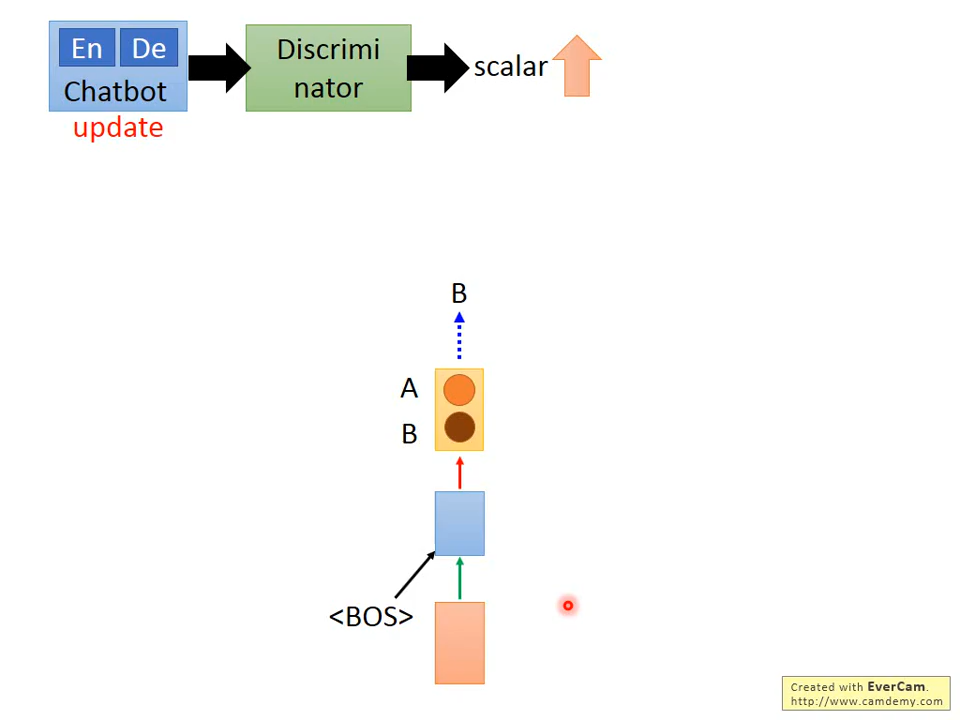 En De
Chatbot
update
Discrimi
nator
scalar
B
A
B
<BOS>
Created with EverCam.
http://www.camdemy.com